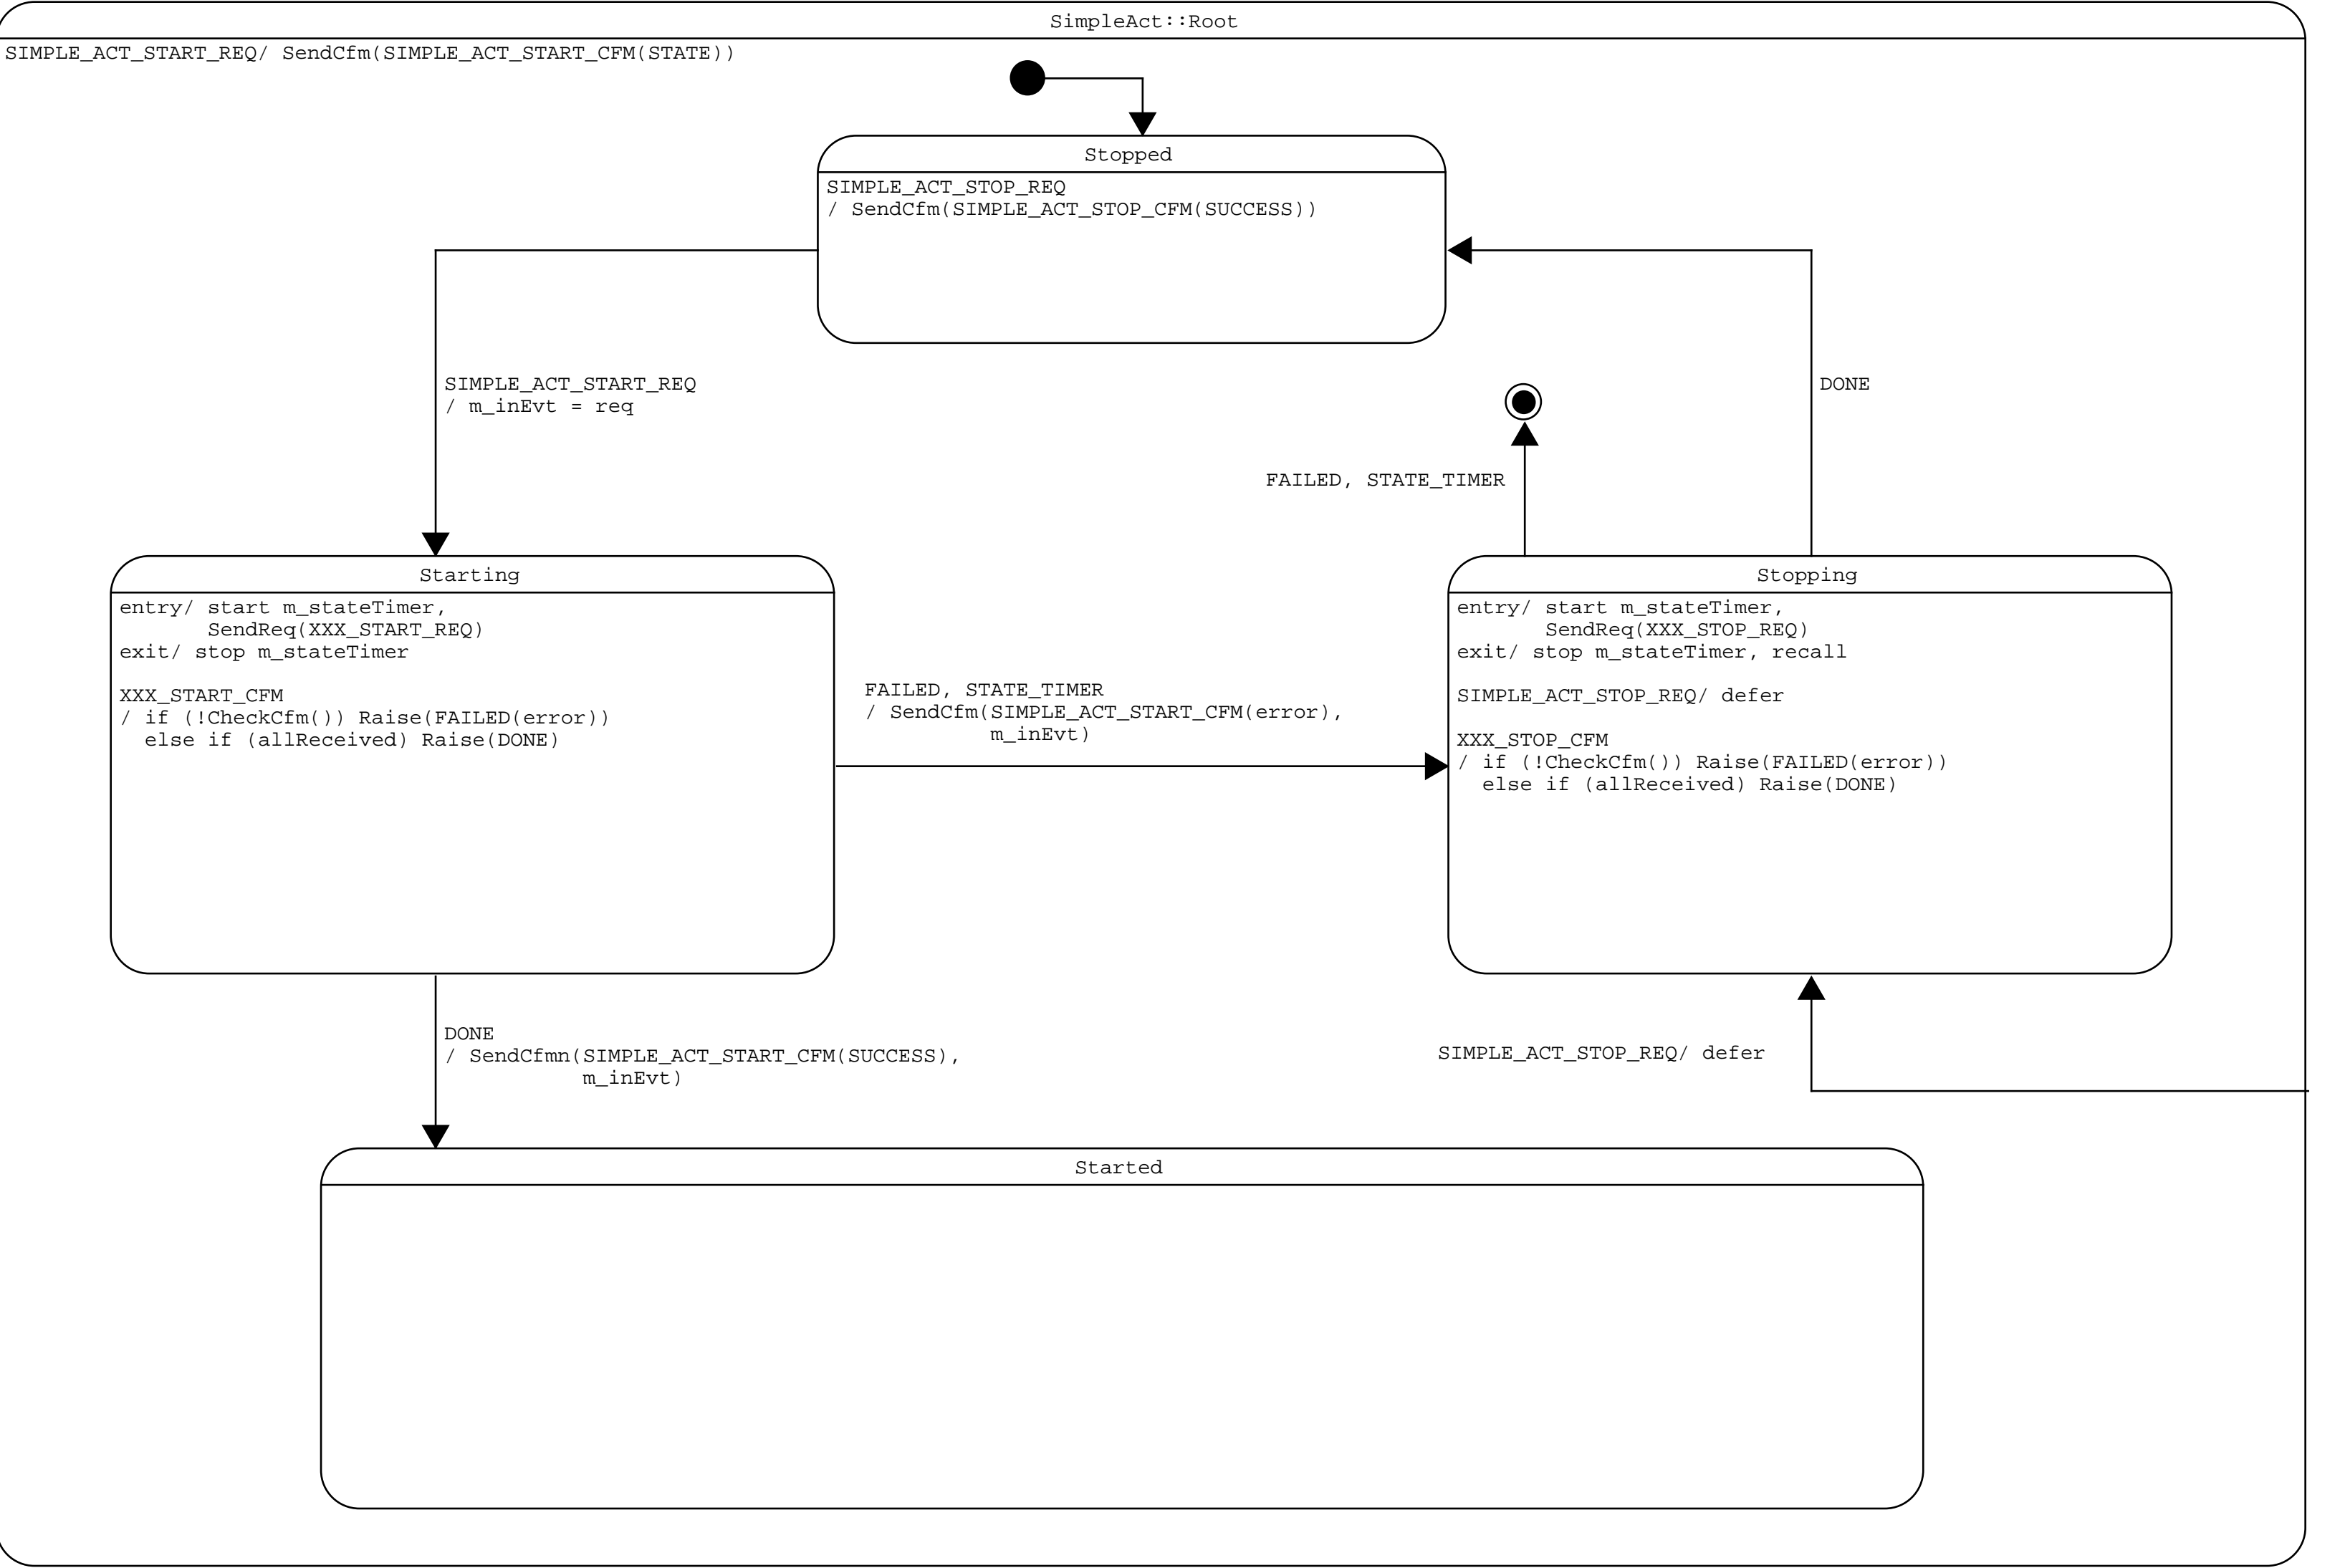 SimpleAct::Root
SIMPLE_ACT_START_REQ/ SendCfm(SIMPLE_ACT_START_CFM(STATE))
Stopped
SIMPLE_ACT_STOP_REQ
/ SendCfm(SIMPLE_ACT_STOP_CFM(SUCCESS))
SIMPLE_ACT_START_REQ
/ m_inEvt = req
DONE
FAILED, STATE_TIMER
Starting
entry/ start m_stateTimer,
SendReq(XXX_START_REQ)
exit/ stop m_stateTimer
XXX_START_CFM
/ if (!CheckCfm()) Raise(FAILED(error))
else if (allReceived) Raise(DONE)
FAILED, STATE_TIMER
/ SendCfm(SIMPLE_ACT_START_CFM(error),
m_inEvt)
Stopping
entry/ start m_stateTimer,
SendReq(XXX_STOP_REQ)
exit/ stop m_stateTimer, recall
SIMPLE_ACT_STOP_REQ/ defer
XXX_STOP_CFM
/ if (!CheckCfm()) Raise(FAILED(error))
else if (allReceived) Raise(DONE)
DONE
/ SendCfmn(SIMPLE_ACT_START_CFM(SUCCESS),
m_inEvt)
SIMPLE_ACT_STOP_REQ/ defer
Started